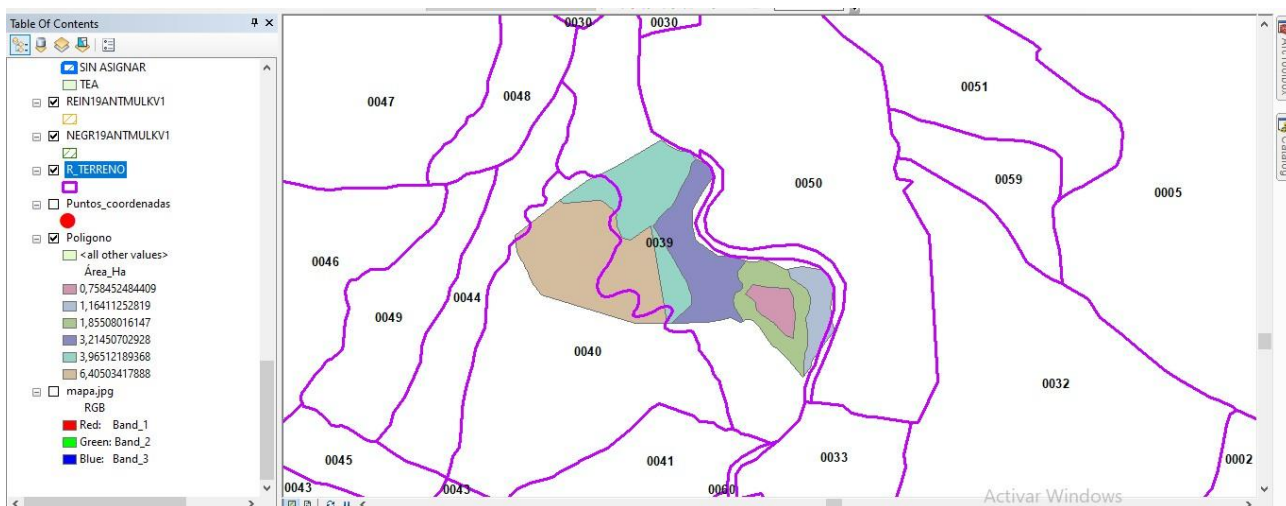 Table Of Contents
SIN ASIGNAR
TEA
REIN19ANTMULKV1
NEGR19ANTMULKV1
R_TERRENO
Puntos_coordenadas
Poligono
<all other values>
Área_Ha
0,758452484409
1,16411252819
1,85508016147
3,21450702928
3,96512189368
6,40503417888
mapa.jpg
RGB
Red: Band_1
Green: Band_2
Blue: Band_3
0030
0030
0051
0047
0048
0050
0059
0005
0039
0046
0044
0049
0040
0032
0045
0041
0033
0002
0043
0043
0060
Activar Windows
ArcToolbox
Catalog